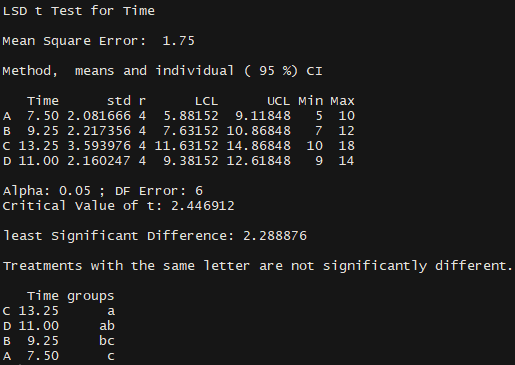 LSD t Test for Time
Mean Square Error:  1.75
Method,  means and individual ( 95 %) CI
   Time      std r      LCL      UCL Min Max
A  7.50 2.081666 4  5.88152  9.11848   5  10
B  9.25 2.217356 4  7.63152 10.86848   7  12
C 13.25 3.593976 4 11.63152 14.86848  10  18
D 11.00 2.160247 4  9.38152 12.61848   9  14
Alpha: 0.05 ; DF Error: 6
Critical Value of t: 2.446912
least Significant Difference: 2.288876
Treatments with the same letter are not significantly different.
   Time groups
C 13.25      a
D 11.00     ab
B  9.25     bc
A  7.50      c